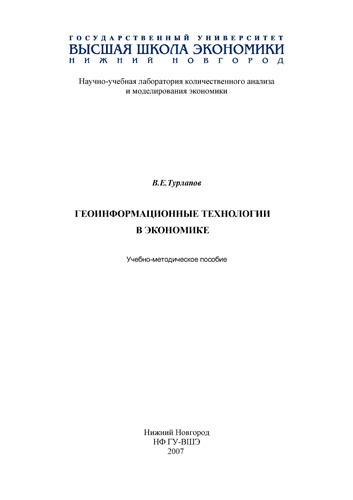 ГОСУДАРСТВЕННЫЙ УНИВЕРСИТЕТ
ВЫСШАЯ ШКОЛА ЭКОНОМИКИ
НИЖНИЙ НОВГОРОД
Научно-учебная лаборатория количественного анализа
и моделирования экономики
В.Е.Турлапов
ГЕОИНФОРМАЦИОННЫЕ ТЕХНОЛОГИИ
В ЭКОНОМИКЕ
Учебно-методическое пособие
Нижний Новгород
НФ ГУ-ВШЭ
2007